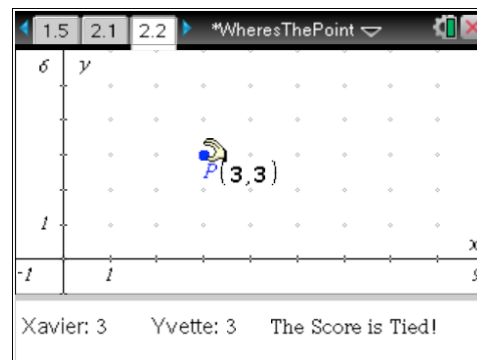 1.5 2.1 2.2 *WheresThePoint
6 y
P(3,3)
1
x
-1 1 9
Xavier: 3 Yvette: 3 The Score is Tied!